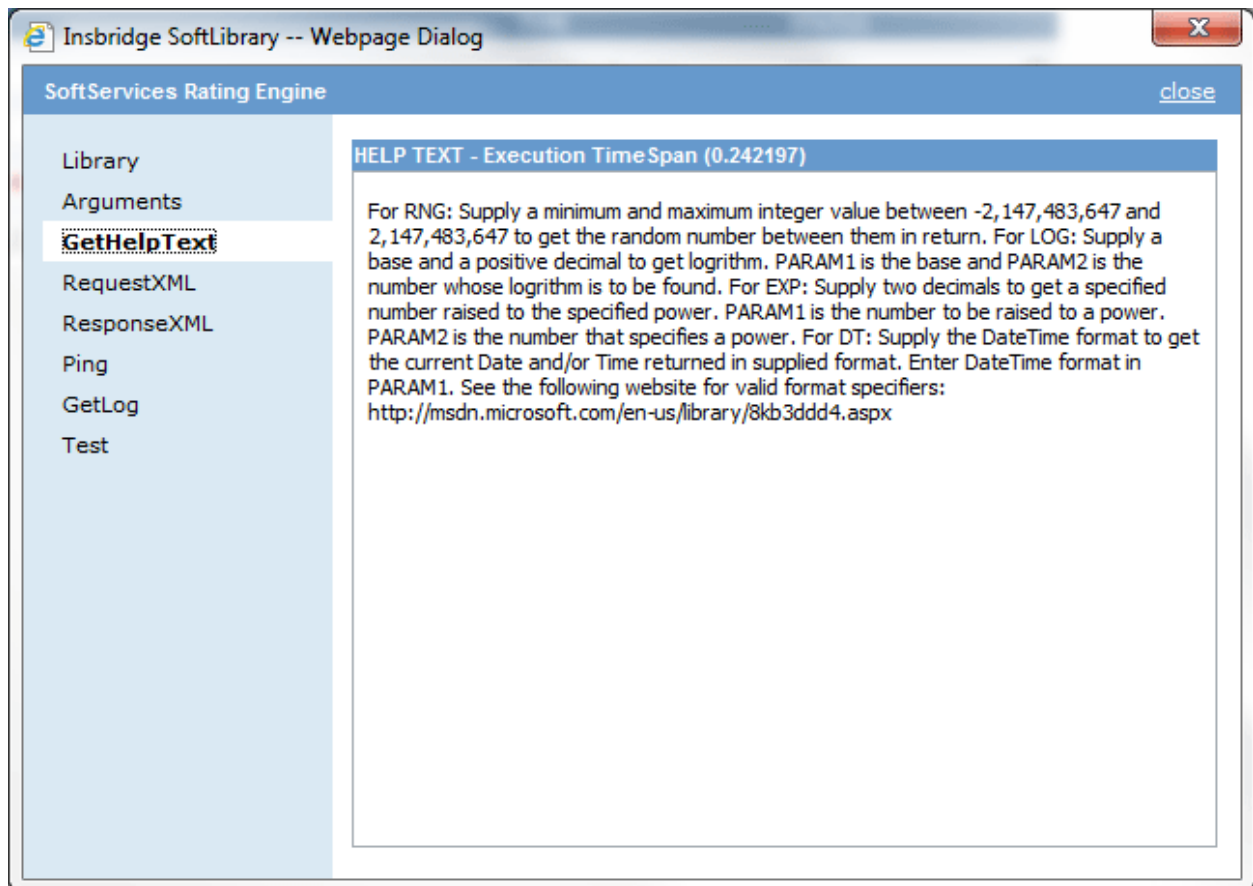 Insbridge SoftLibrary -- Webpage Dialog
X
SoftServices Rating Engine
close
Library
Arguments
GetHelpText
RequestXML
ResponseXML
Ping
GetLog
Test
HELP TEXT - Execution TimeSpan (0.242197)
For RNG: Supply a minimum and maximum integer value between -2,147,483,647 and
2,147,483,647 to get the random number between them in return. For LOG: Supply a
base and a positive decimal to get logrithm. PARAM1 is the base and PARAM2 is the
number whose logrithm is to be found. For EXP: Supply two decimals to get a specified
number raised to the specified power. PARAM1 is the number to be raised to a power.
PARAM2 is the number that specifies a power. For DT: Supply the DateTime format to get
the current Date and/or Time returned in supplied format. Enter DateTime format in
PARAM1. See the following website for valid format specifiers:
http://msdn.microsoft.com/en-us/library/8kb3ddd4.aspx